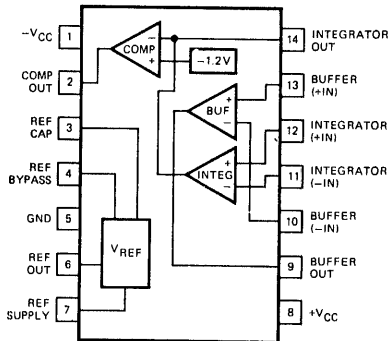 -VCC
1
COMP
OUT
2
REF
CAP
3
REF
BYPASS
4
GND
5
REF
OUT
6
REF
SUPPLY
7
COMP
-
+
-1.2V
BUF
+
-
INTEG
+
-
VREF
14
INTEGRATOR
OUT
13
BUFFER
(+IN)
12
INTEGRATOR
(+IN)
11
INTEGRATOR
(-IN)
10
BUFFER
(-IN)
9
BUFFER
OUT
8
+VCC